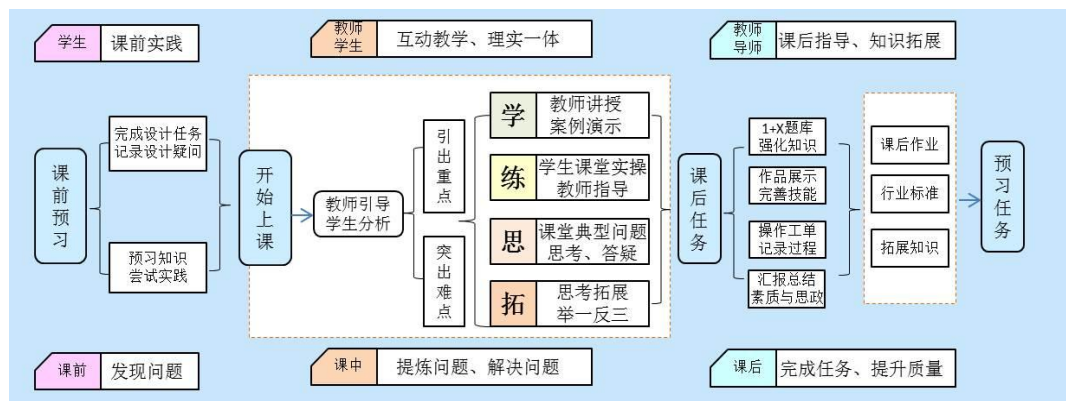 学生 课前实践
教师
学生
互动教学、理实一体
教师
导师
课后指导、知识拓展
课前预习
完成设计任务
记录设计疑问
预习知识
尝试实践
开始上课
教师引导
学生分析
引出重点
突出难点
学
教师讲授
案例演示
练
学生课堂实操
教师指导
思
课堂典型问题
思考、答疑
拓
思考拓展
举一反三
课后任务
1+X题库
强化知识
作品展示
完善技能
操作工单
记录过程
汇报总结
素质与思政
课后作业
行业标准
拓展知识
预习任务
课前 发现问题
课中 提炼问题、解决问题
课后 完成任务、提升质量